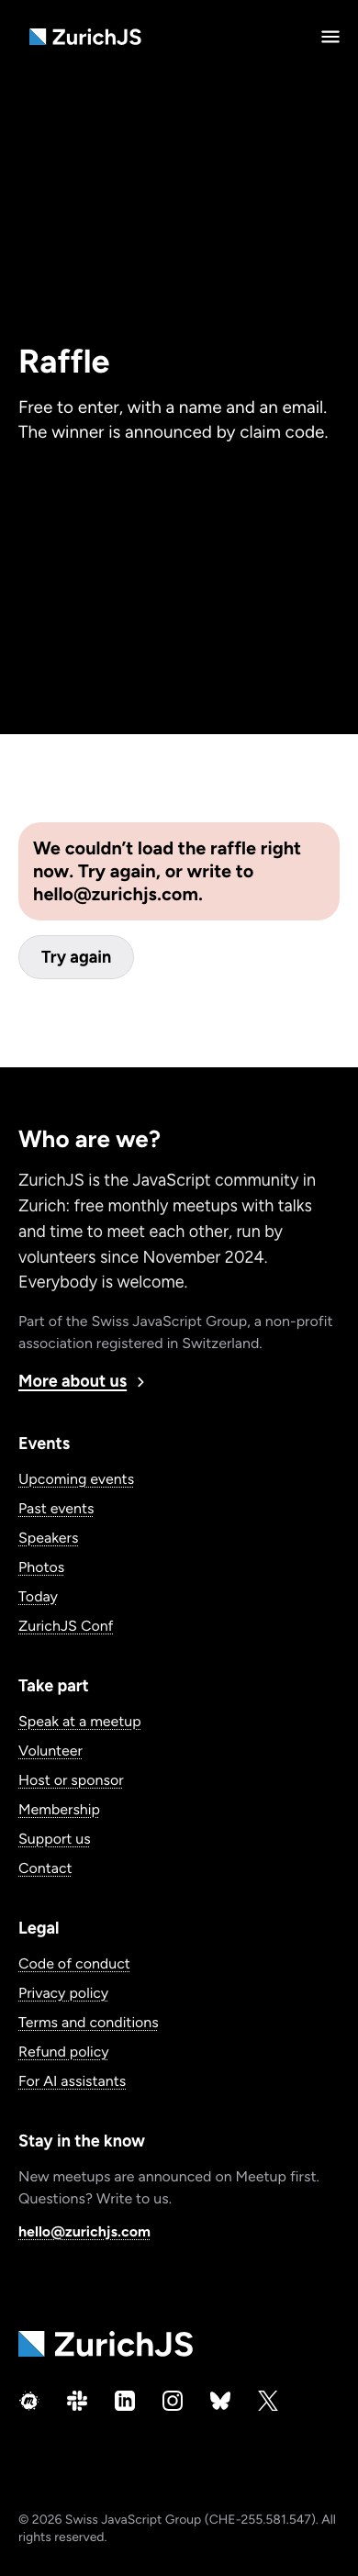 ZurichJS
Raffle
Free to enter, with a name and an email.
The winner is announced by claim code.
We couldn’t load the raffle right
now. Try again, or write to
hello@zurichjs.com.
Try again
Who are we?
ZurichJS is the JavaScript community in
Zurich: free monthly meetups with talks
and time to meet each other, run by
volunteers since November 2024.
Everybody is welcome.
Part of the Swiss JavaScript Group, a non-profit
association registered in Switzerland.
More about us
Events
Upcoming events
Past events
Speakers
Photos
Today
ZurichJS Conf
Take part
Speak at a meetup
Volunteer
Host or sponsor
Membership
Support us
Contact
Legal
Code of conduct
Privacy policy
Terms and conditions
Refund policy
For AI assistants
Stay in the know
New meetups are announced on Meetup first.
Questions? Write to us.
hello@zurichjs.com
ZurichJS
© 2026 Swiss JavaScript Group (CHE-255.581.547). All
rights reserved.